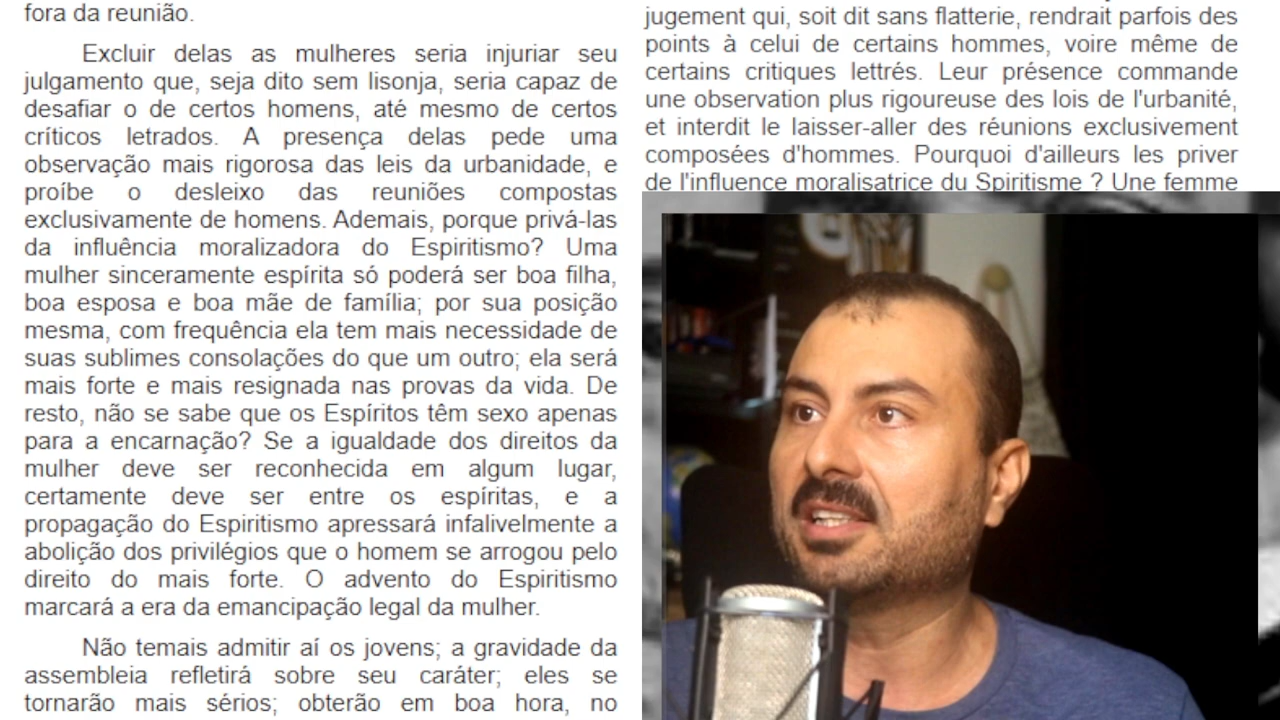 fora da reunião.
Excluir delas as mulheres seria injuriar seu
julgamento que, seja dito sem lisonja, seria capaz de
desafiar o de certos homens, até mesmo de certos
críticos letrados. A presença delas pede uma
observação mais rigorosa das leis da urbanidade, e
proíbe o desleixo das reuniões compostas
exclusivamente de homens. Ademais, porque privá-las
da influência moralizadora do Espiritismo? Uma
mulher sinceramente espírita só poderá ser boa filha,
boa esposa e boa mãe de família; por sua posição
mesma, com frequência ela tem mais necessidade de
suas sublimes consolações do que um outro; ela será
mais forte e mais resignada nas provas da vida. De
resto, não se sabe que os Espíritos têm sexo apenas
para a encarnação? Se a igualdade dos direitos da
mulher deve ser reconhecida em algum lugar,
certamente deve ser entre os espíritas, e a
propagação do Espiritismo apressará infalivelmente a
abolição dos privilégios que o homem se arrogou pelo
direito do mais forte. O advento do Espiritismo
marcará a era da emancipação legal da mulher.
Não temais admitir aí os jovens; a gravidade da
assembleia refletirá sobre seu caráter; eles se
tornarão mais sérios; obterão em boa hora, no
jugement qui, soit dit sans flatterie, rendrait parfois des
points à celui de certains hommes, voire même de
certains critiques lettrés. Leur présence commande
une observation plus rigoureuse des lois de l'urbanité,
et interdit le laisser-aller des réunions exclusivement
composées d'hommes. Pourquoi d'ailleurs les priver
de l'influence moralisatrice du Spiritisme ? Une femme